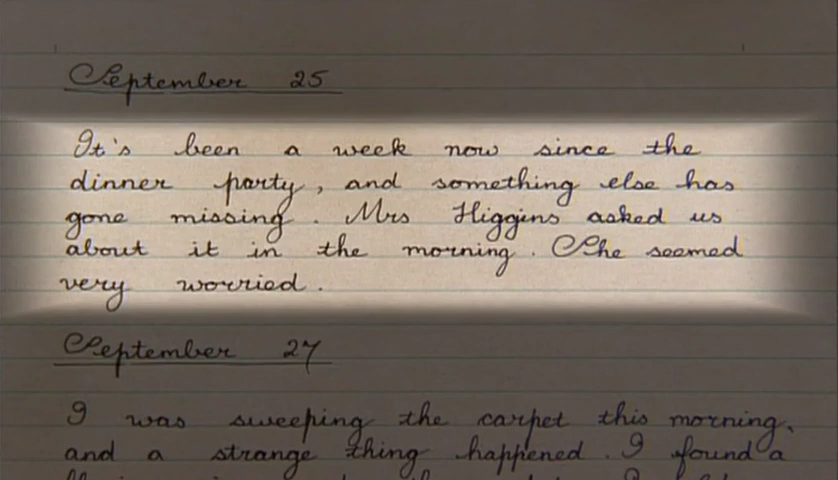 September 25
It's been a week now since the
dinner party, and something else has
gone missing. Mrs Higgins asked us
about it in the morning. She seemed
very worried.
September 27
I was sweeping the carpet this morning,
and a strange thing happened. I found a